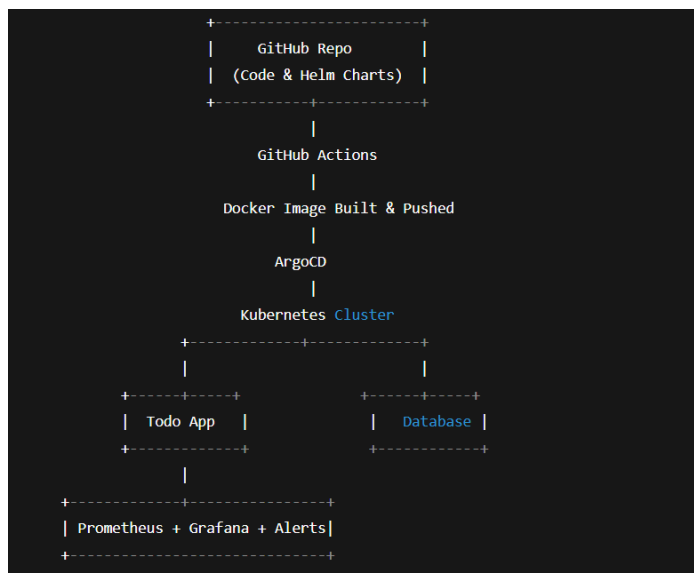 +------------------------+
|     GitHub Repo        |
|  (Code & Helm Charts)  |
+-----------+------------+
|
GitHub Actions
|
Docker Image Built & Pushed
|
ArgoCD
|
Kubernetes Cluster
+-------------+-------------+
|                           |
+------+-----+              +------+-----+
|  Todo App   |              |   Database |
+-------------+              +------------+
|
+-------------+----------------+
| Prometheus + Grafana + Alerts|
+------------------------------+